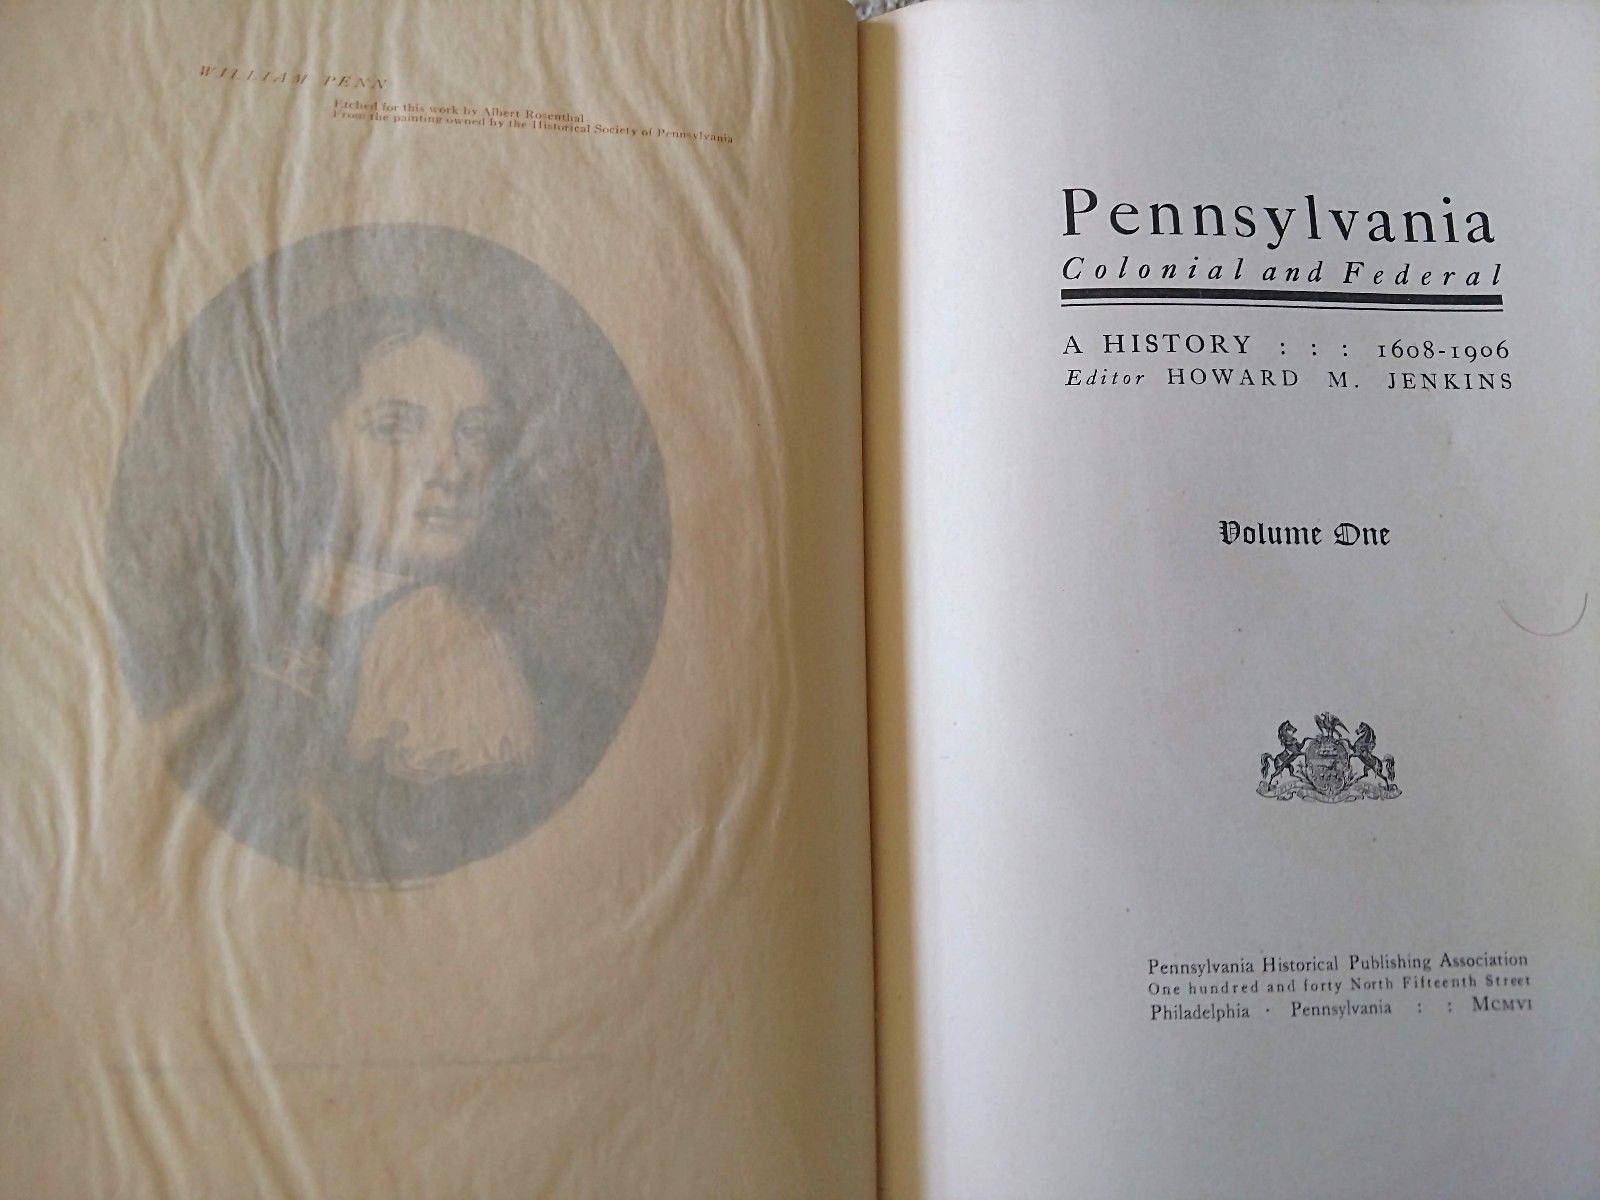 WILLIAM PENN
Etched for this work by Albert Rosenthal
From the painting owned by the Historical Society of Pennsylvania
Pennsylvania
Colonial and Federal
A HISTORY : : : 1608-1906
Editor HOWARD M. JENKINS
Volume One
Pennsylvania Historical Publishing Association
One hundred and forty North Fifteenth Street
Philadelphia · Pennsylvania : : MCMVI